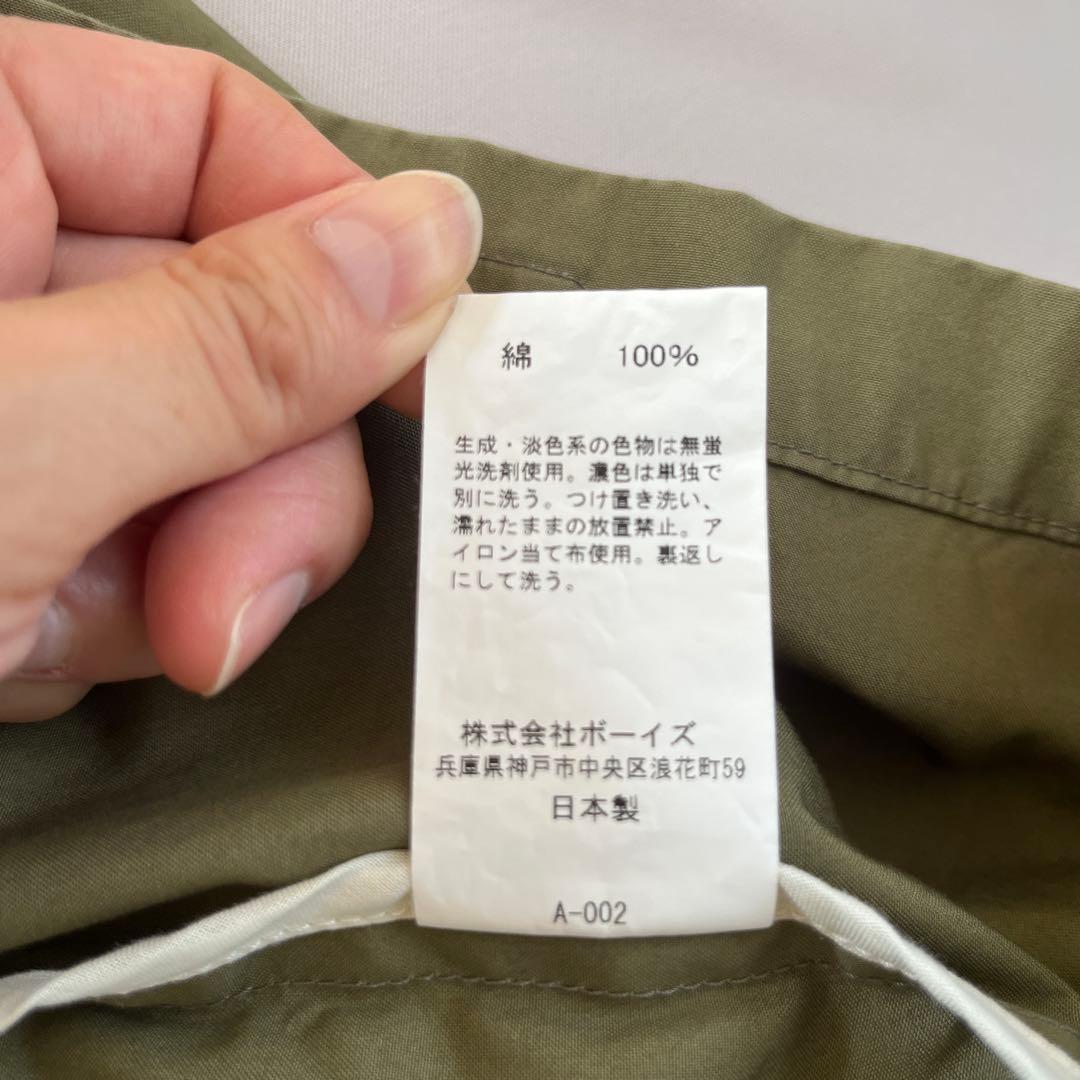 綿 100%
生成・淡色系の色物は無蛍
光洗剤使用。濃色は単独で
別に洗う。つけ置き洗い、
濡れたままの放置禁止。ア
イロン当て布使用。裏返し
にして洗う。
株式会社ボーイズ
兵庫県神戸市中央区浪花町59
日本製
A-002